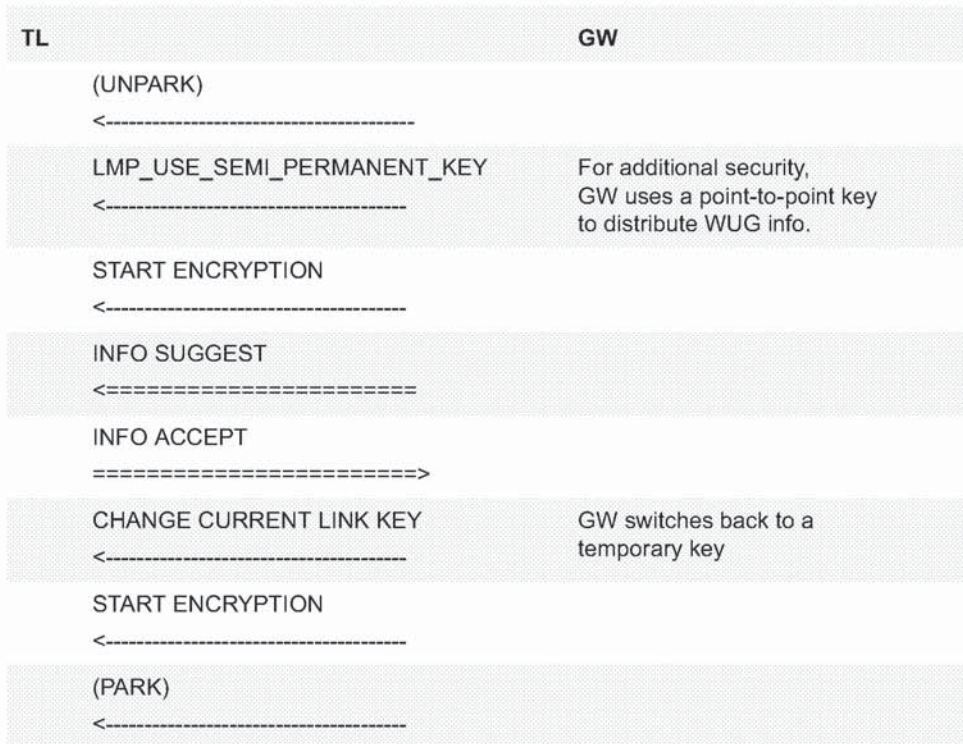 TL GW
(UNPARK)
<----------------------------------------
LMP_USE_SEMI_PERMANENT_KEY For additional security,
GW uses a point-to-point key
<---------------------------------------
to distribute WUG info.
START ENCRYPTION
<---------------------------------------
INFO SUGGEST
<=======================
INFO ACCEPT
========================>
CHANGE CURRENT LINK KEY GW switches back to a
temporary key
<---------------------------------------
START ENCRYPTION
<---------------------------------------
(PARK)
<---------------------------------------